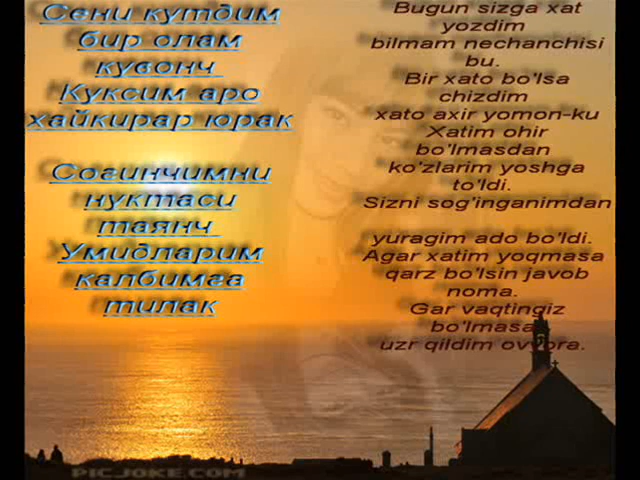 Сени кутдим
бир олам
кувонч
Куксим аро
хайкирар юрак
Согинчимни
нуктаси
таянч
Умидларим
калбимга
тилак
Bugun sizga xat
yozdim
bilmam nechanchisi
bu.
Bir xato bo'lsa
chizdim
xato axir yomon-ku
Xatim ohir
bo'lmasdan
ko'zlarim yoshga
to'ldi.
Sizni sog'inganimdan
yuragim ado bo'ldi.
Agar xatim yoqmasa
qarz bo'lsin javob
noma.
Gar vaqtingiz
bo'lmasa
uzr qildim ovvora.
PICJOKE.COM